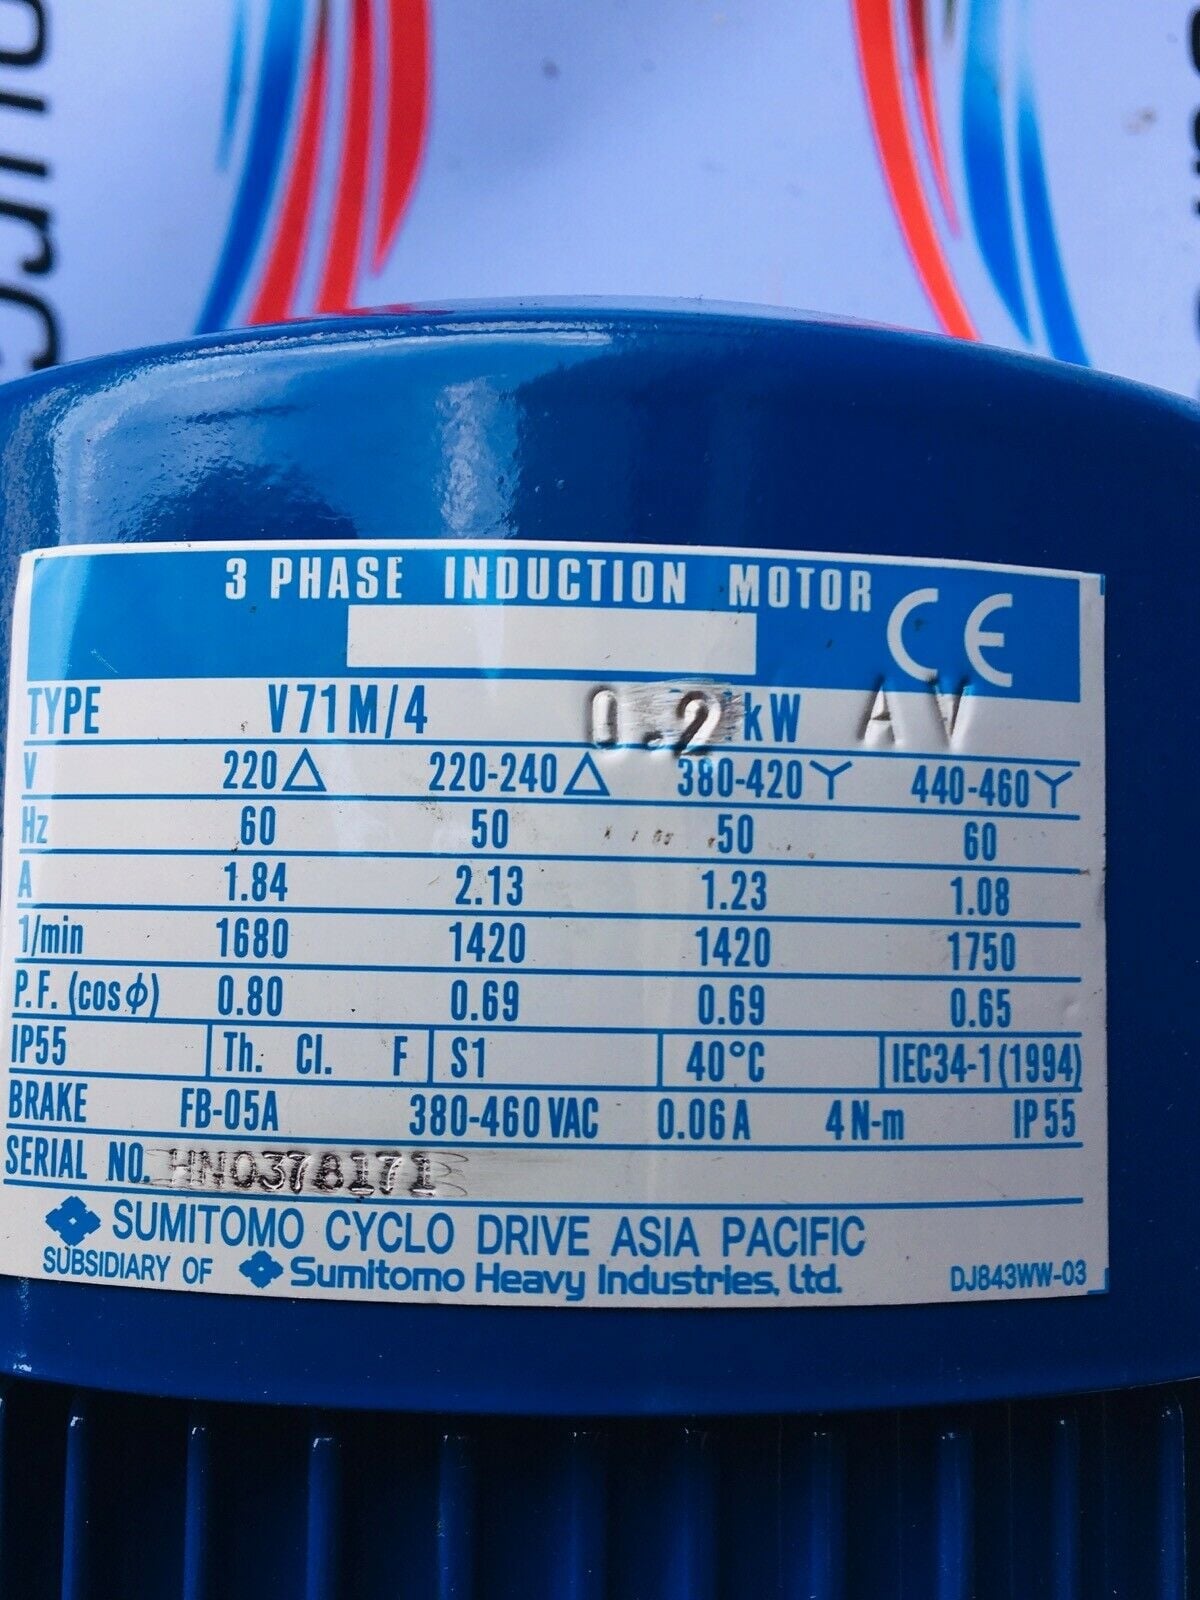 3 PHASE INDUCTION MOTOR CE
TYPE V71M/4 0.2 kW AV
V 220△ 220-240△ 380-420Y 440-460Y
Hz 60 50 50 60
A 1.84 2.13 1.23 1.08
1/min 1680 1420 1420 1750
P.F. (cosϕ) 0.80 0.69 0.69 0.65
IP55 Th. Cl. F S1 40°C IEC34-1(1994)
BRAKE FB-05A 380-460VAC 0.06A 4N-m IP55
SERIAL NO. HN0378171
SUMITOMO CYCLO DRIVE ASIA PACIFIC
SUBSIDIARY OF Sumitomo Heavy Industries, Ltd. DJ843WW-03